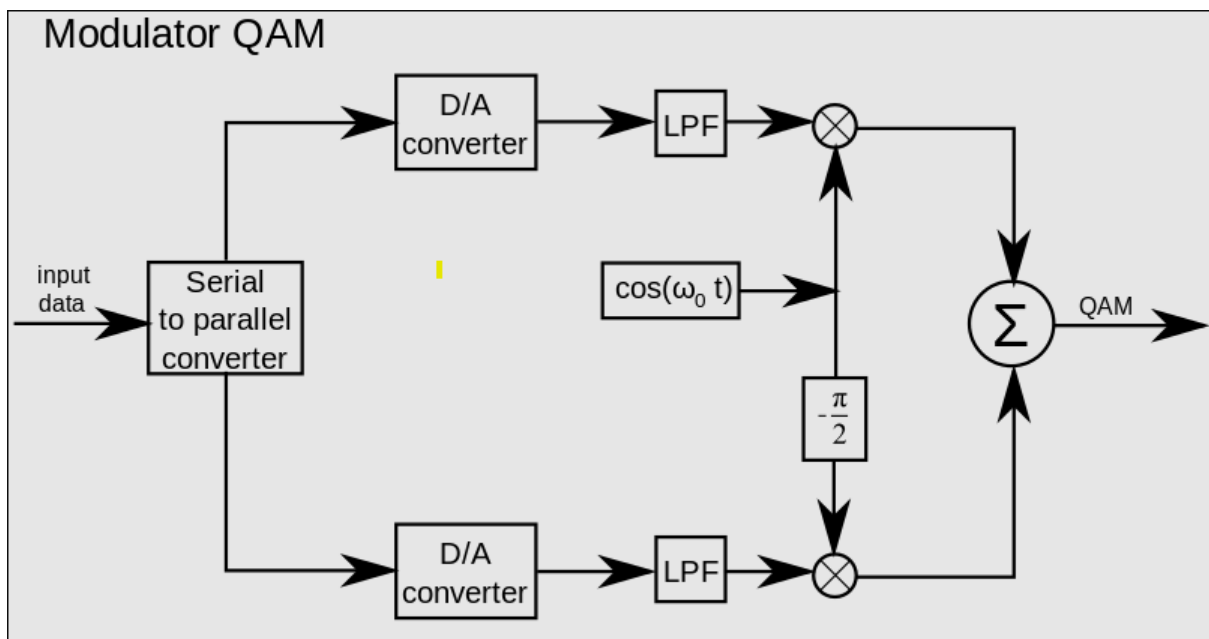 Modulator QAM
D/A
converter
LPF
input
data
Serial
to parallel
converter
cos(ω₀ t)
Σ
QAM
-π/2
D/A
converter
LPF